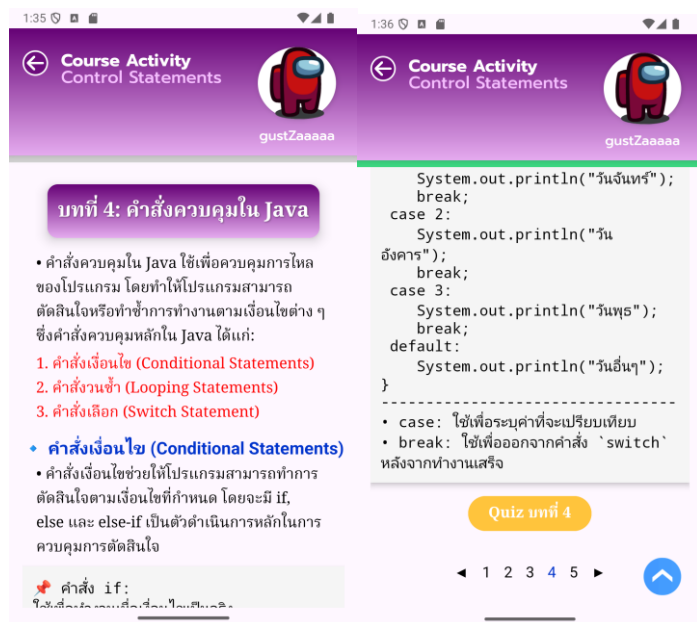 1:35
Course Activity
Control Statements
gustZaaaaa
บทที่ 4: คำสั่งควบคุมใน Java
• คำสั่งควบคุมใน Java ใช้เพื่อควบคุมการไหล
ของโปรแกรม โดยทำให้โปรแกรมสามารถ
ตัดสินใจหรือทำซ้ำการทำงานตามเงื่อนไขต่าง ๆ
ซึ่งคำสั่งควบคุมหลักใน Java ได้แก่:
1. คำสั่งเงื่อนไข (Conditional Statements)
2. คำสั่งวนซ้ำ (Looping Statements)
3. คำสั่งเลือก (Switch Statement)
คำสั่งเงื่อนไข (Conditional Statements)
• คำสั่งเงื่อนไขช่วยให้โปรแกรมสามารถทำการ
ตัดสินใจตามเงื่อนไขที่กำหนด โดยจะมี if,
else และ else-if เป็นตัวดำเนินการหลักในการ
ควบคุมการตัดสินใจ
คำสั่ง if:
1:36
Course Activity
Control Statements
gustZaaaaa
System.out.println("วันจันทร์");
break;
case 2:
System.out.println("วัน
อังคาร");
break;
case 3:
System.out.println("วันพุธ");
break;
default:
System.out.println("วันอื่นๆ");
}
---------------------------------
• case: ใช้เพื่อระบุค่าที่จะเปรียบเทียบ
• break: ใช้เพื่อออกจากคำสั่ง `switch`
หลังจากทำงานเสร็จ
Quiz บทที่ 4
◄ 1 2 3 4 5 ►